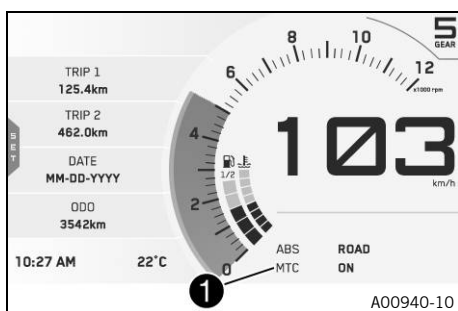 5
GEAR
8
10
6
12
x1000 rpm
TRIP 1
125.4km
TRIP 2
462.0km
SET
DATE
MM-DD-YYYY
ODO
3542km
4
1/2
2
0
103
km/h
10:27 AM 22°C
ABS ROAD
MTC ON
1
A00940-10